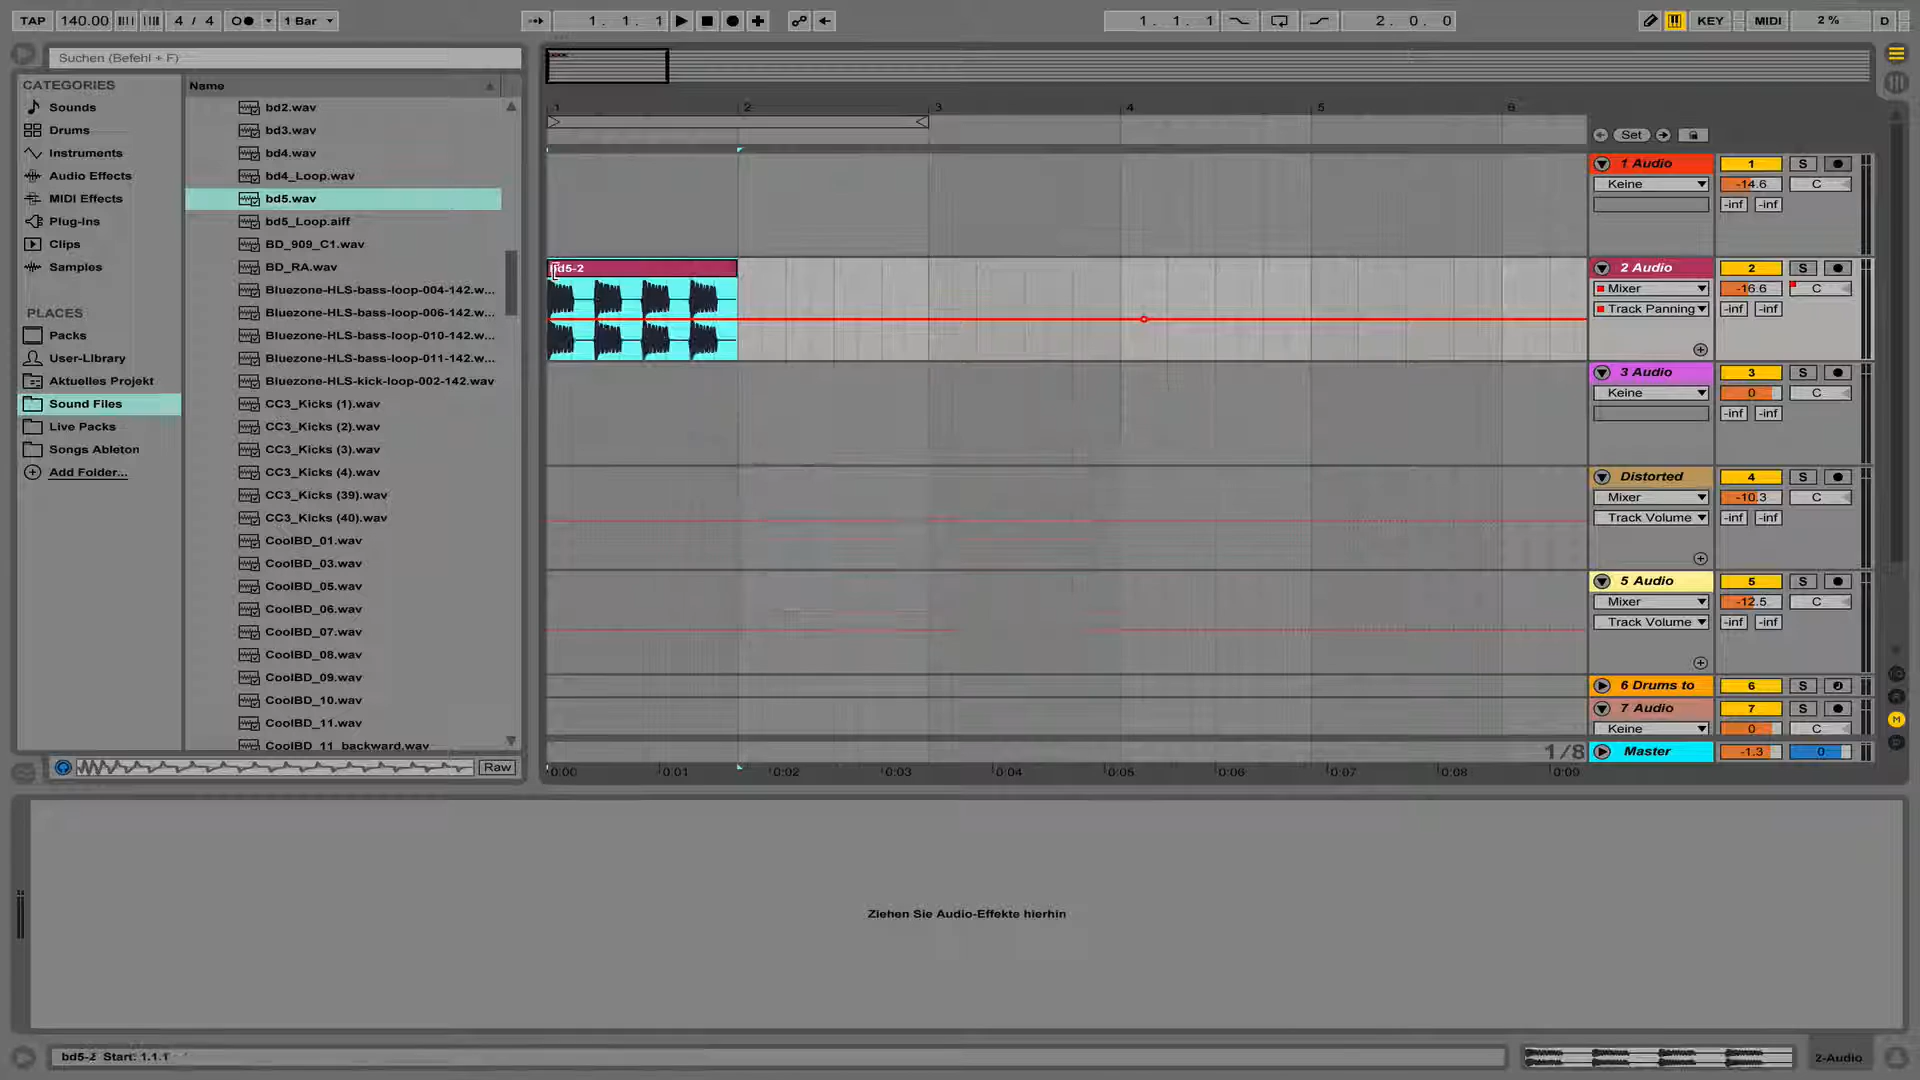 TAP 140.00 4 / 4 1 Bar 1. 1. 1 1. 1. 1 2. 0. 0 KEY MIDI 2 % D
Suchen (Befehl + F)
CATEGORIES
Sounds
Drums
Instruments
Audio Effects
MIDI Effects
Plug-Ins
Clips
Samples
PLACES
Packs
User-Library
Aktuelles Projekt
Sound Files
Live Packs
Songs Ableton
Add Folder...
Name
bd2.wav
bd3.wav
bd4.wav
bd4_Loop.wav
bd5.wav
bd5_Loop.aiff
BD_909_C1.wav
BD_RA.wav
Bluezone-HLS-bass-loop-004-142.w...
Bluezone-HLS-bass-loop-006-142.w...
Bluezone-HLS-bass-loop-010-142.w...
Bluezone-HLS-bass-loop-011-142.w...
Bluezone-HLS-kick-loop-002-142.wav
CC3_Kicks (1).wav
CC3_Kicks (2).wav
CC3_Kicks (3).wav
CC3_Kicks (4).wav
CC3_Kicks (39).wav
CC3_Kicks (40).wav
CoolBD_01.wav
CoolBD_03.wav
CoolBD_05.wav
CoolBD_06.wav
CoolBD_07.wav
CoolBD_08.wav
CoolBD_09.wav
CoolBD_10.wav
CoolBD_11.wav
CoolBD_11_backward.wav
Raw
1 2 3 4 5 6
Set
bd5-2
1 Audio 1 S
Keine -14.6 C
-inf -inf
2 Audio 2 S
Mixer -16.6 C
Track Panning -inf -inf
3 Audio 3 S
Keine 0 C
-inf -inf
Distorted 4 S
Mixer -10.3 C
Track Volume -inf -inf
5 Audio 5 S
Mixer -12.5 C
Track Volume -inf -inf
6 Drums to 6 S
7 Audio 7 S
Keine 0 C
1/8 Master -1.3 0
0:00 0:01 0:02 0:03 0:04 0:05 0:06 0:07 0:08 0:09
M
Ziehen Sie Audio-Effekte hierhin
bd5-2 Start: 1.1.1
2-Audio